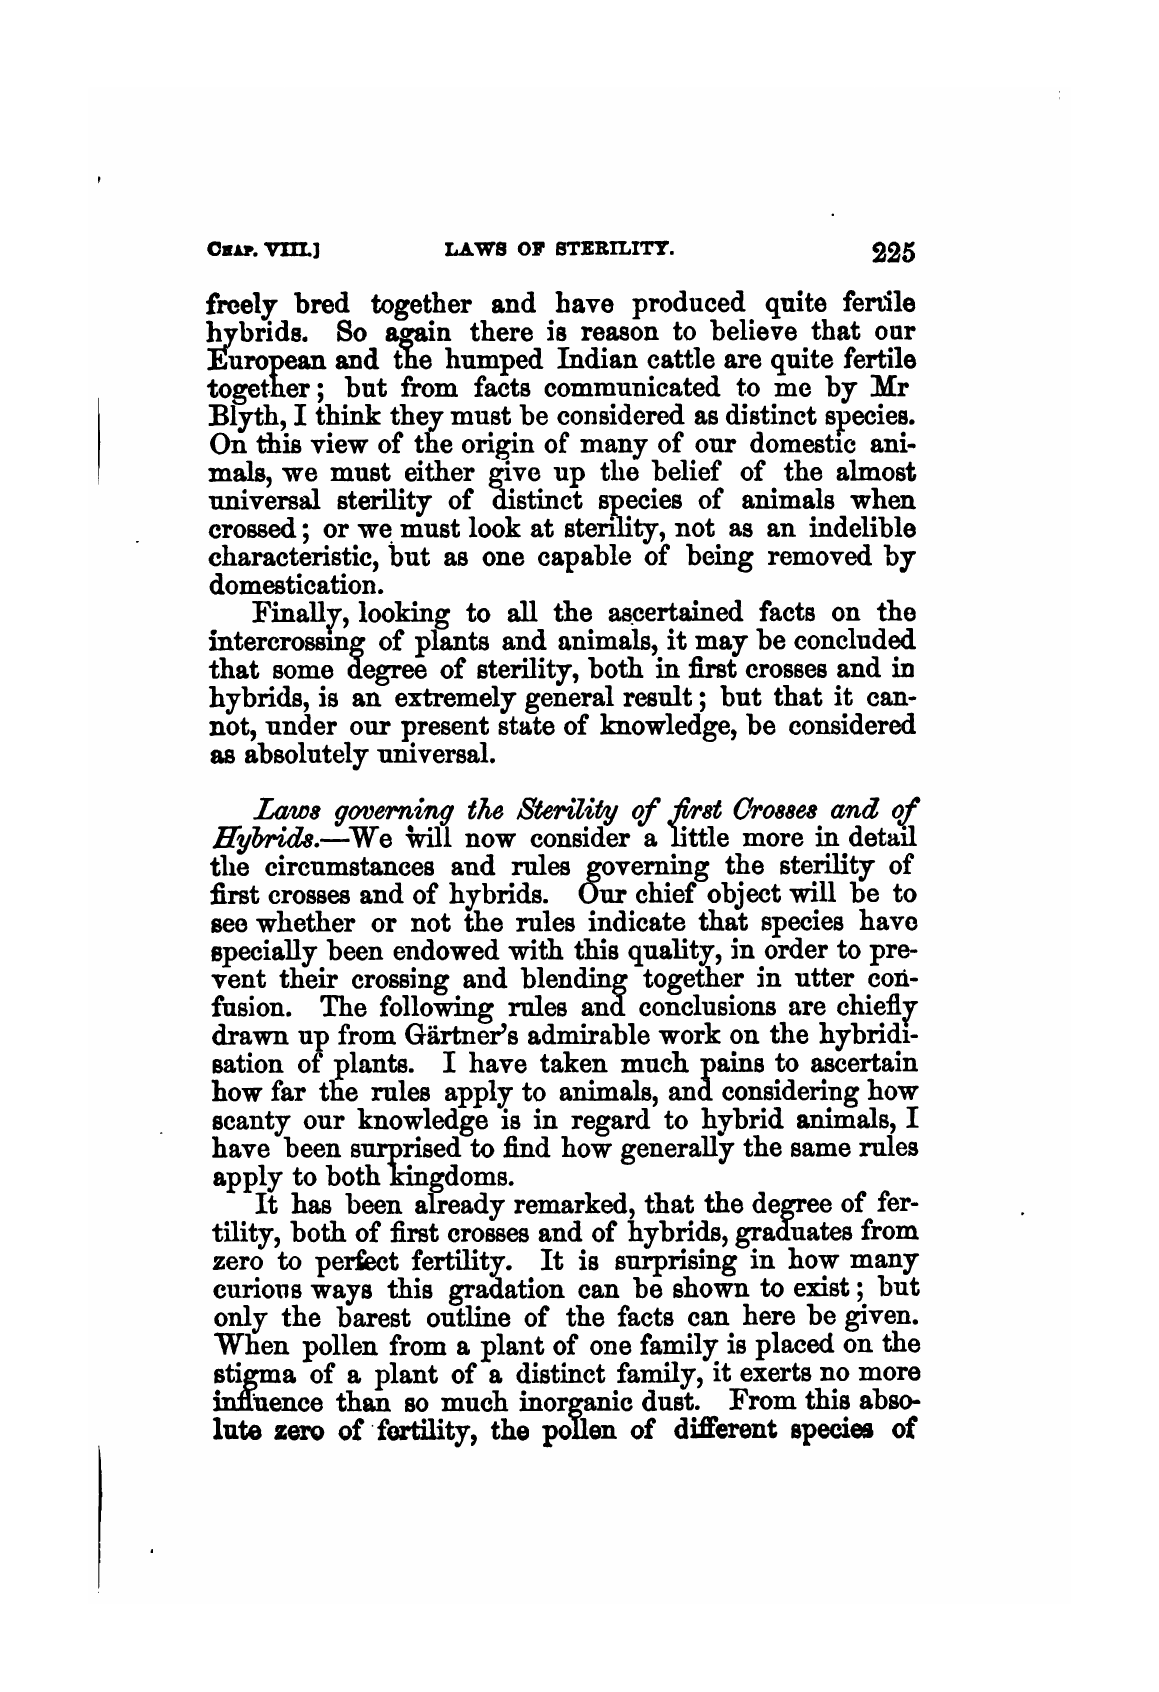 CHAP. VIII.] LAWS OF STERILITY. 225
freely bred together and have produced quite fertile
hybrids. So again there is reason to believe that our
European and the humped Indian cattle are quite fertile
together; but from facts communicated to me by Mr
Blyth, I think they must be considered as distinct species.
On this view of the origin of many of our domestic ani-
mals, we must either give up the belief of the almost
universal sterility of distinct species of animals when
crossed; or we must look at sterility, not as an indelible
characteristic, but as one capable of being removed by
domestication.
Finally, looking to all the ascertained facts on the
intercrossing of plants and animals, it may be concluded
that some degree of sterility, both in first crosses and in
hybrids, is an extremely general result; but that it can-
not, under our present state of knowledge, be considered
as absolutely universal.
Laws governing the Sterility of first Crosses and of
Hybrids.—We will now consider a little more in detail
the circumstances and rules governing the sterility of
first crosses and of hybrids. Our chief object will be to
see whether or not the rules indicate that species have
specially been endowed with this quality, in order to pre-
vent their crossing and blending together in utter con-
fusion. The following rules and conclusions are chiefly
drawn up from Gärtner's admirable work on the hybridi-
sation of plants. I have taken much pains to ascertain
how far the rules apply to animals, and considering how
scanty our knowledge is in regard to hybrid animals, I
have been surprised to find how generally the same rules
apply to both kingdoms.
It has been already remarked, that the degree of fer-
tility, both of first crosses and of hybrids, graduates from
zero to perfect fertility. It is surprising in how many
curious ways this gradation can be shown to exist; but
only the barest outline of the facts can here be given.
When pollen from a plant of one family is placed on the
stigma of a plant of a distinct family, it exerts no more
influence than so much inorganic dust. From this abso-
lute zero of fertility, the pollen of different species of